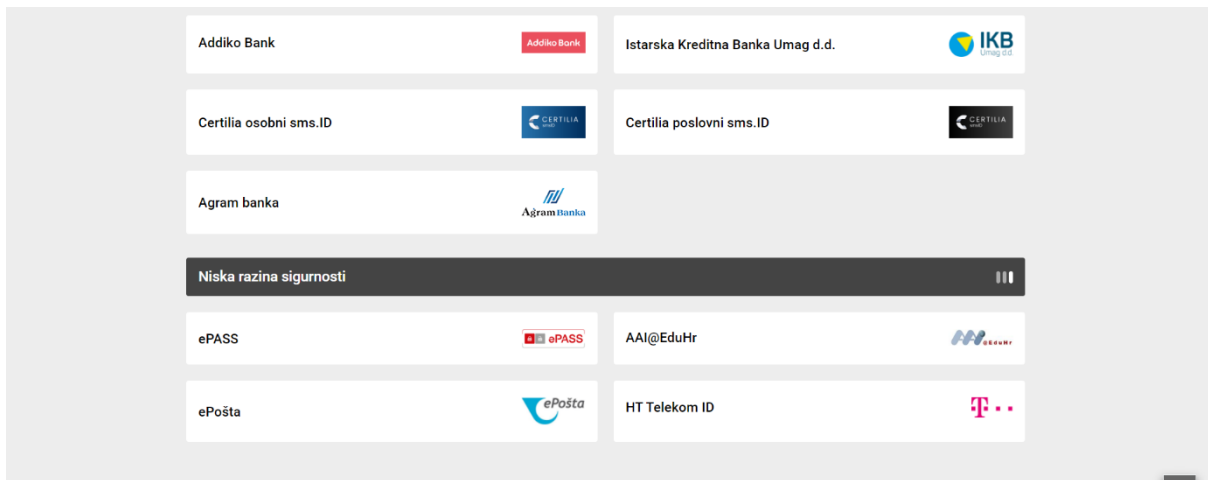 Addiko Bank
Addiko Bank
Istarska Kreditna Banka Umag d.d.
IKB
Umag d.d.
Certilia osobni sms.ID
CERTILIA
Certilia poslovni sms.ID
CERTILIA
Agram banka
Agram Banka
Niska razina sigurnosti
ePASS
ePASS
AAI@EduHr
@EduHr
ePošta
ePošta
HT Telekom ID
T